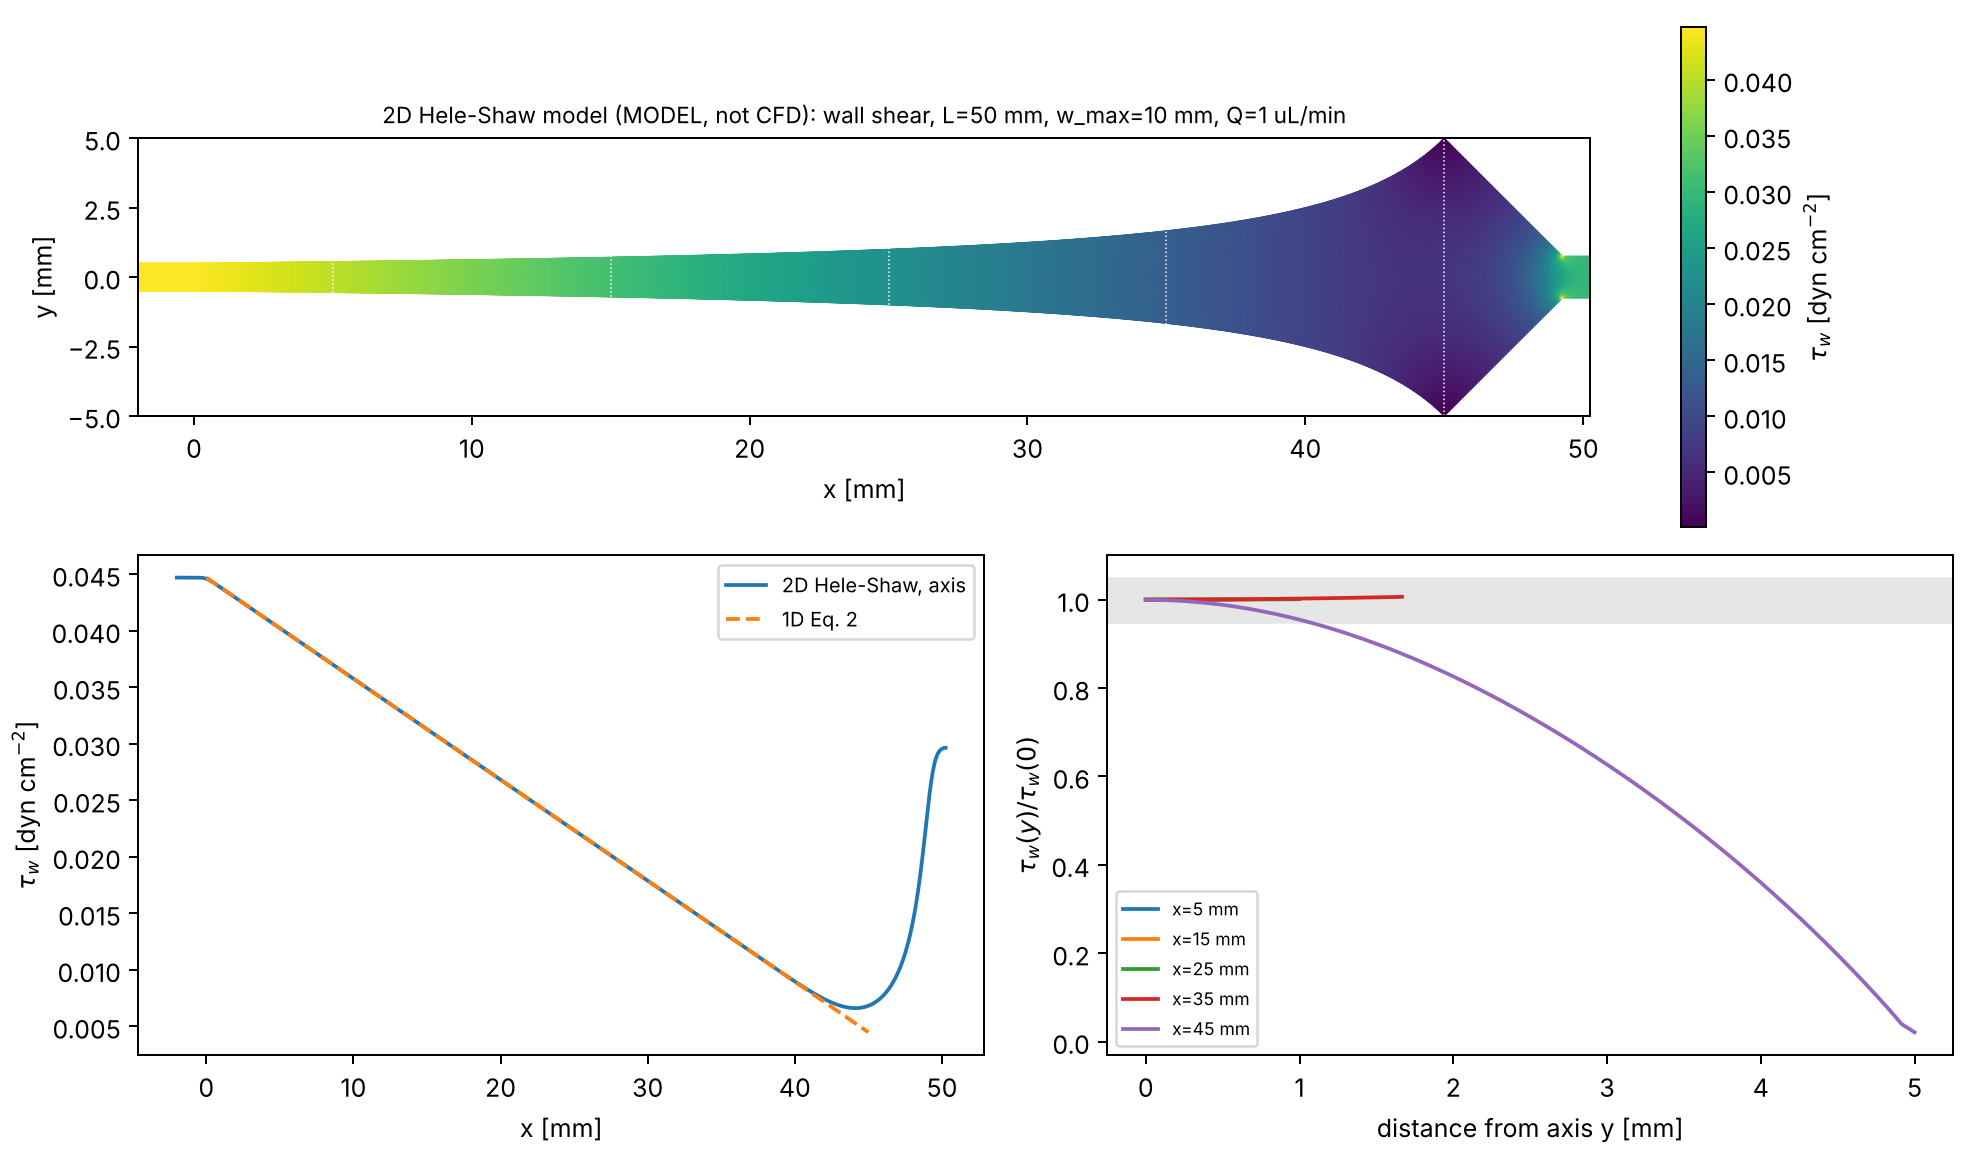 2D Hele-Shaw model (MODEL, not CFD): wall shear, L=50 mm, w_max=10 mm, Q=1 uL/min
y [mm]
5.0
2.5
0.0
−2.5
−5.0
0 10 20 30 40 50
x [mm]
0.040
0.035
0.030
0.025
0.020
0.015
0.010
0.005
τw [dyn cm−2]
τw [dyn cm−2]
0.045
0.040
0.035
0.030
0.025
0.020
0.015
0.010
0.005
2D Hele-Shaw, axis
1D Eq. 2
0 10 20 30 40 50
x [mm]
τw(y)/τw(0)
1.0
0.8
0.6
0.4
0.2
0.0
x=5 mm
x=15 mm
x=25 mm
x=35 mm
x=45 mm
0 1 2 3 4 5
distance from axis y [mm]